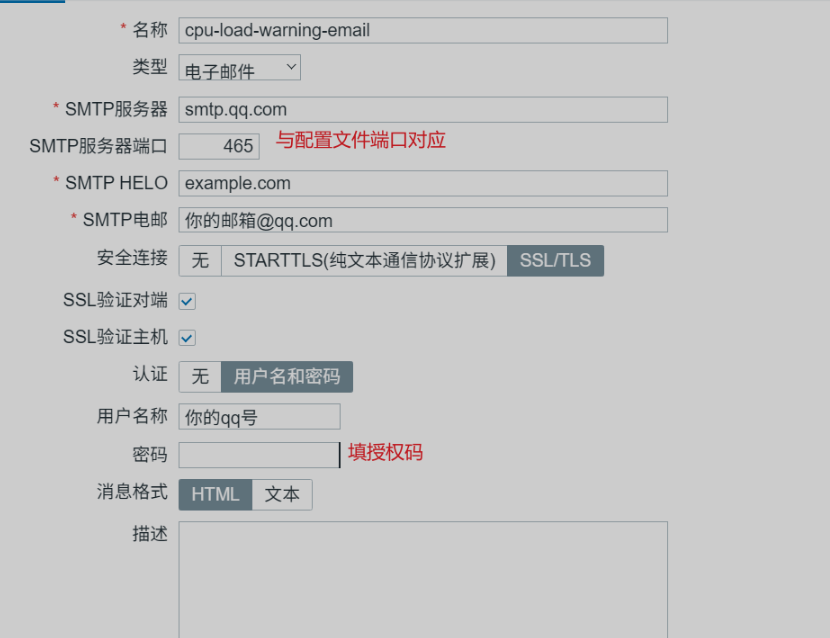 * 名称 cpu-load-warning-email
类型 电子邮件
* SMTP服务器 smtp.qq.com
SMTP服务器端口 465 与配置文件端口对应
* SMTP HELO example.com
* SMTP电邮 你的邮箱@qq.com
安全连接 无 STARTTLS(纯文本通信协议扩展) SSL/TLS
SSL验证对端
SSL验证主机
认证 无 用户名和密码
用户名称 你的qq号
密码 填授权码
消息格式 HTML 文本
描述